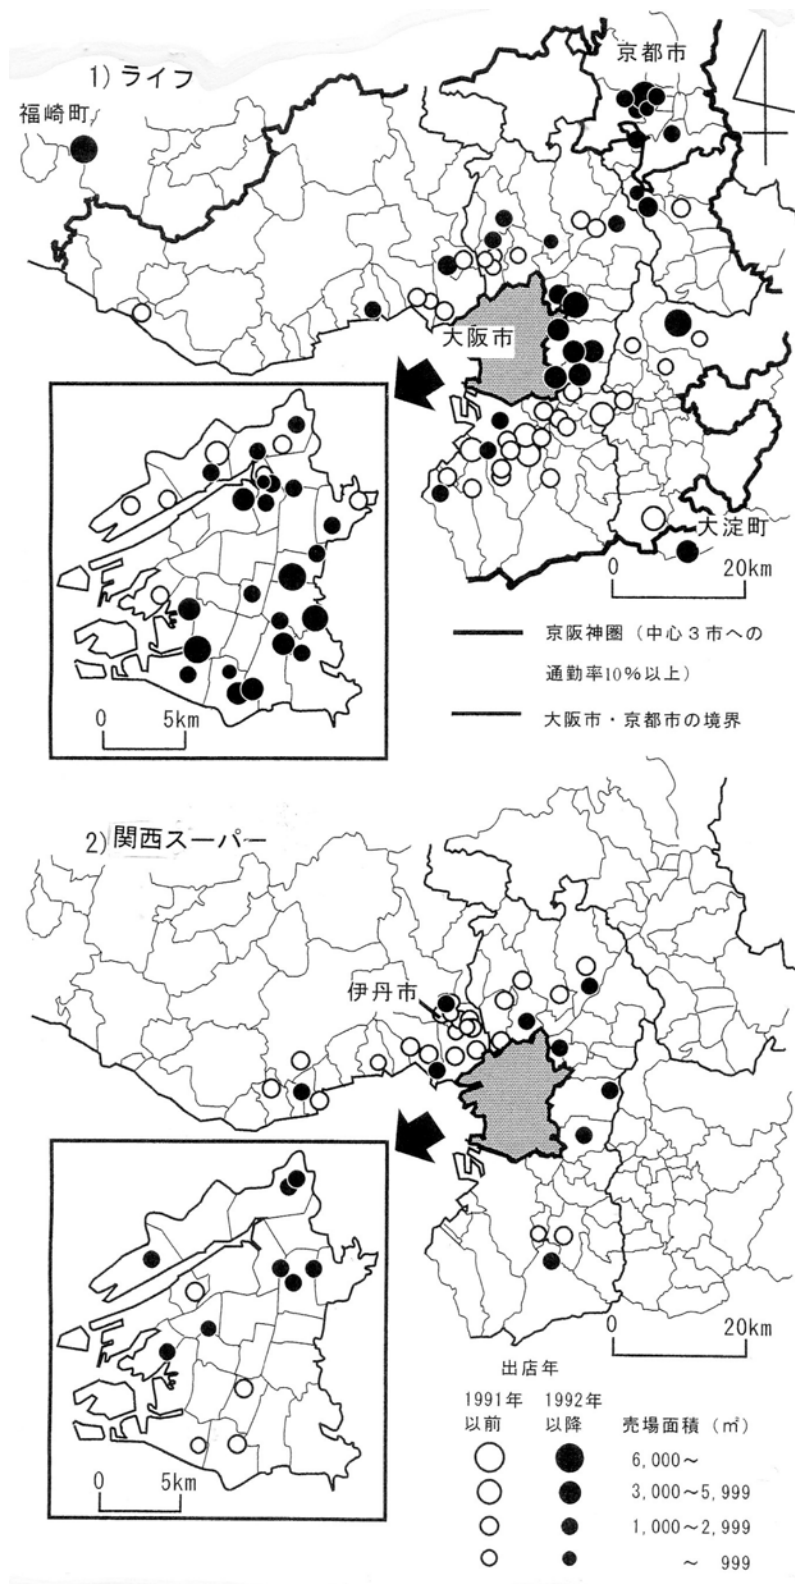 1) ライフ
京都市
福崎町
大阪市
大淀町
0 20km
0 5km
京阪神圏（中心3市への
通勤率10%以上）
大阪市・京都市の境界
2) 関西スーパー
伊丹市
0 20km
0 5km
出店年
1991年 1992年
以前 以降 売場面積（㎡）
6,000～
3,000～5,999
1,000～2,999
～ 999